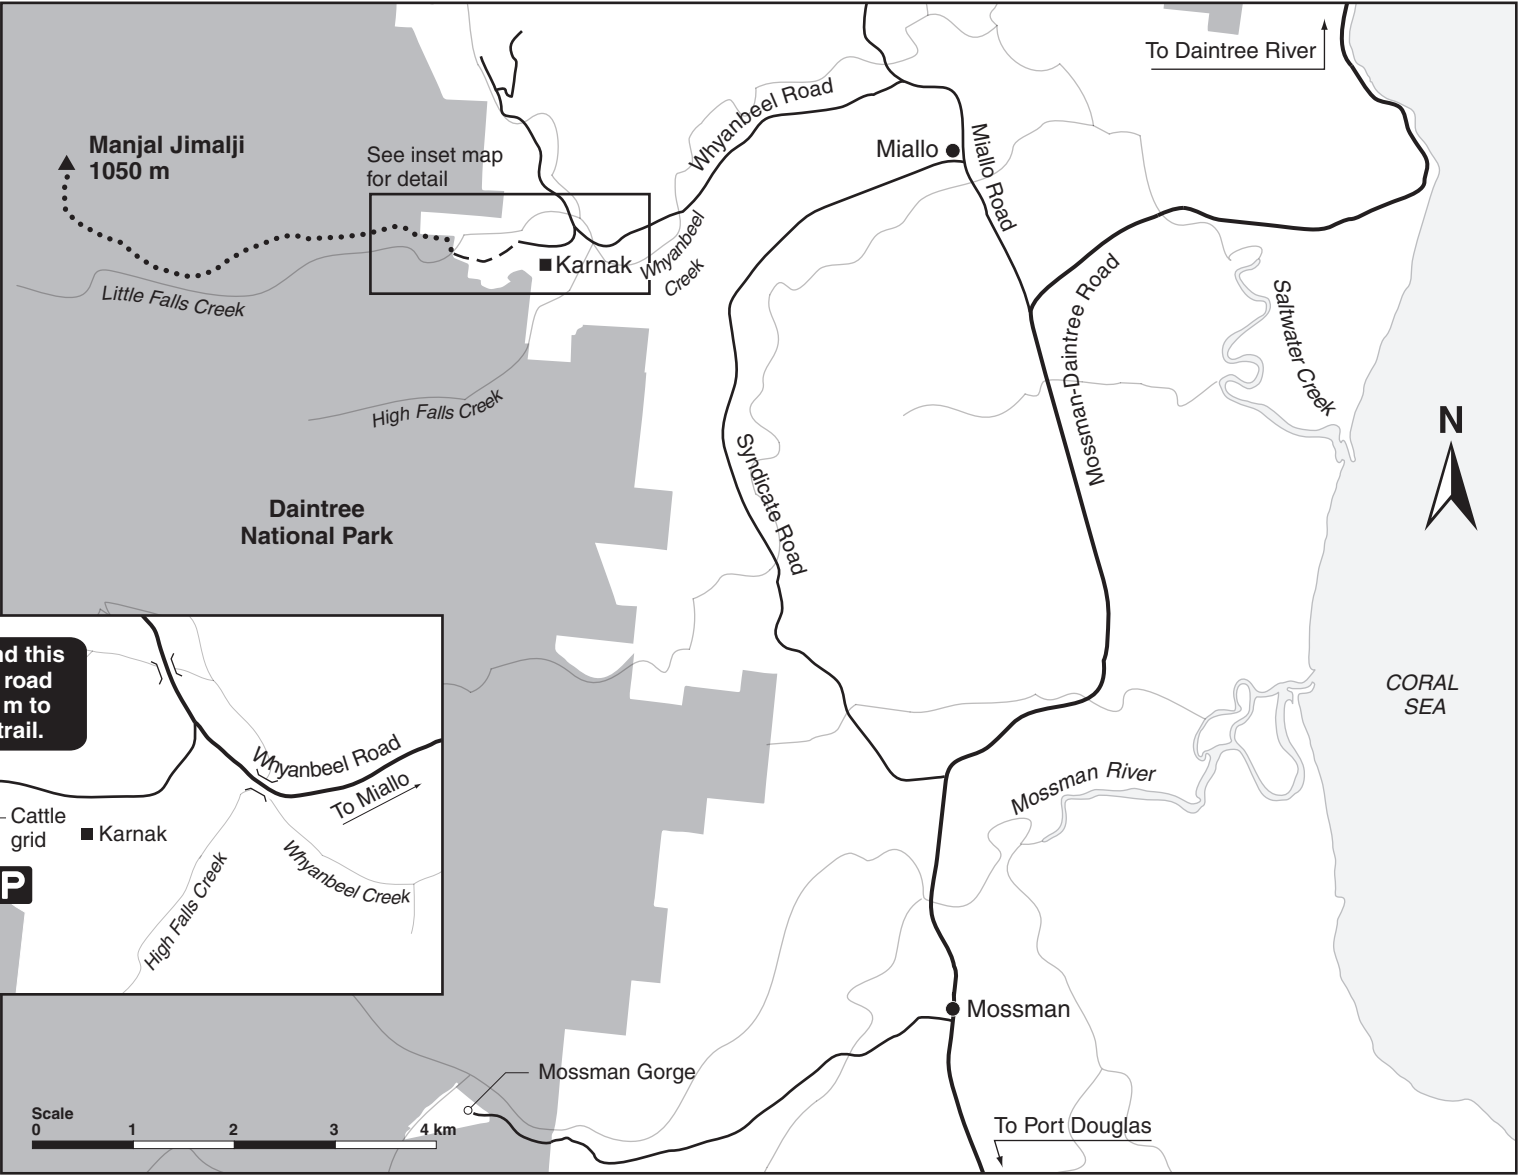 To Daintree River
Whyanbeel Road
Manjal Jimalji
1050 m
Miallo
Miallo Road
See inset map
for detail
Karnak
Whyanbeel
Creek
Little Falls Creek
Mossman-Daintree Road
Saltwater Creek
High Falls Creek
N
Syndicate Road
Daintree
National Park
CORAL
SEA
nd this
road
m to
trail.
Whyanbeel Road
To Miallo
Cattle
grid
Karnak
Whyanbeel Creek
High Falls Creek
P
Mossman River
Mossman
Mossman Gorge
Scale
0 1 2 3 4 km
To Port Douglas